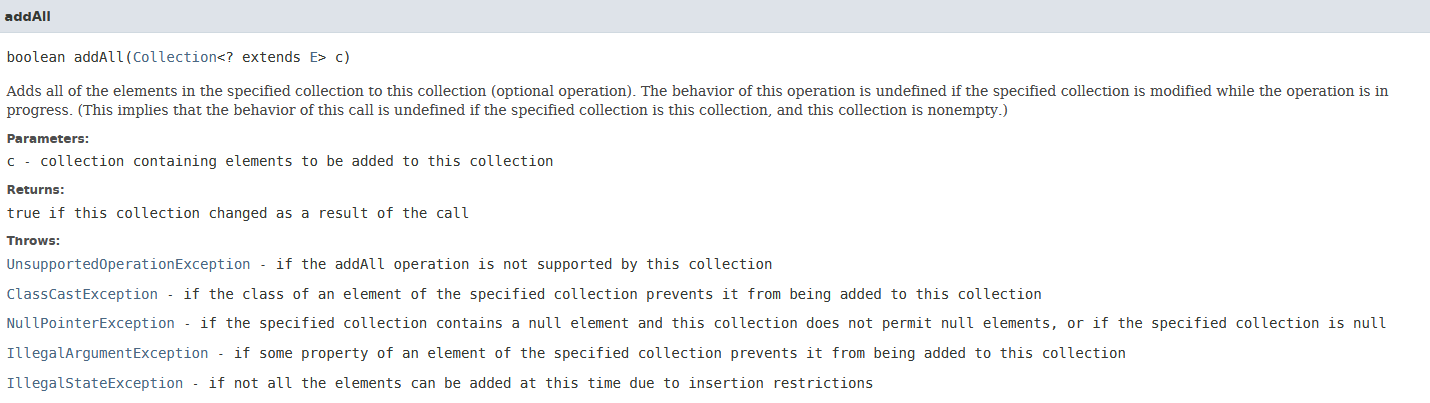 addAll
boolean addAll(Collection<? extends E> c)
Adds all of the elements in the specified collection to this collection (optional operation). The behavior of this operation is undefined if the specified collection is modified while the operation is in
progress. (This implies that the behavior of this call is undefined if the specified collection is this collection, and this collection is nonempty.)
Parameters:
c - collection containing elements to be added to this collection
Returns:
true if this collection changed as a result of the call
Throws:
UnsupportedOperationException - if the addAll operation is not supported by this collection
ClassCastException - if the class of an element of the specified collection prevents it from being added to this collection
NullPointerException - if the specified collection contains a null element and this collection does not permit null elements, or if the specified collection is null
IllegalArgumentException - if some property of an element of the specified collection prevents it from being added to this collection
IllegalStateException - if not all the elements can be added at this time due to insertion restrictions